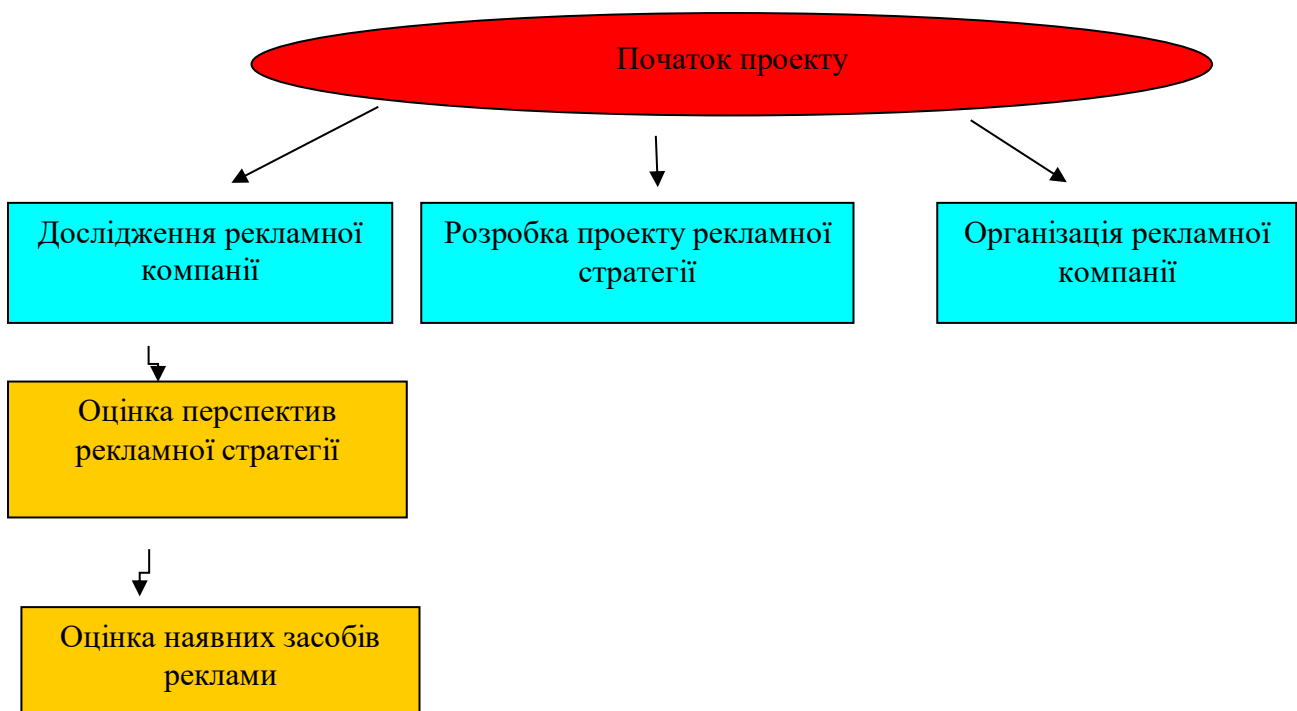 Початок проекту
Дослідження рекламної
компанії
Розробка проекту рекламної
стратегії
Організація рекламної
компанії
Оцінка перспектив
рекламної стратегії
Оцінка наявних засобів
реклами